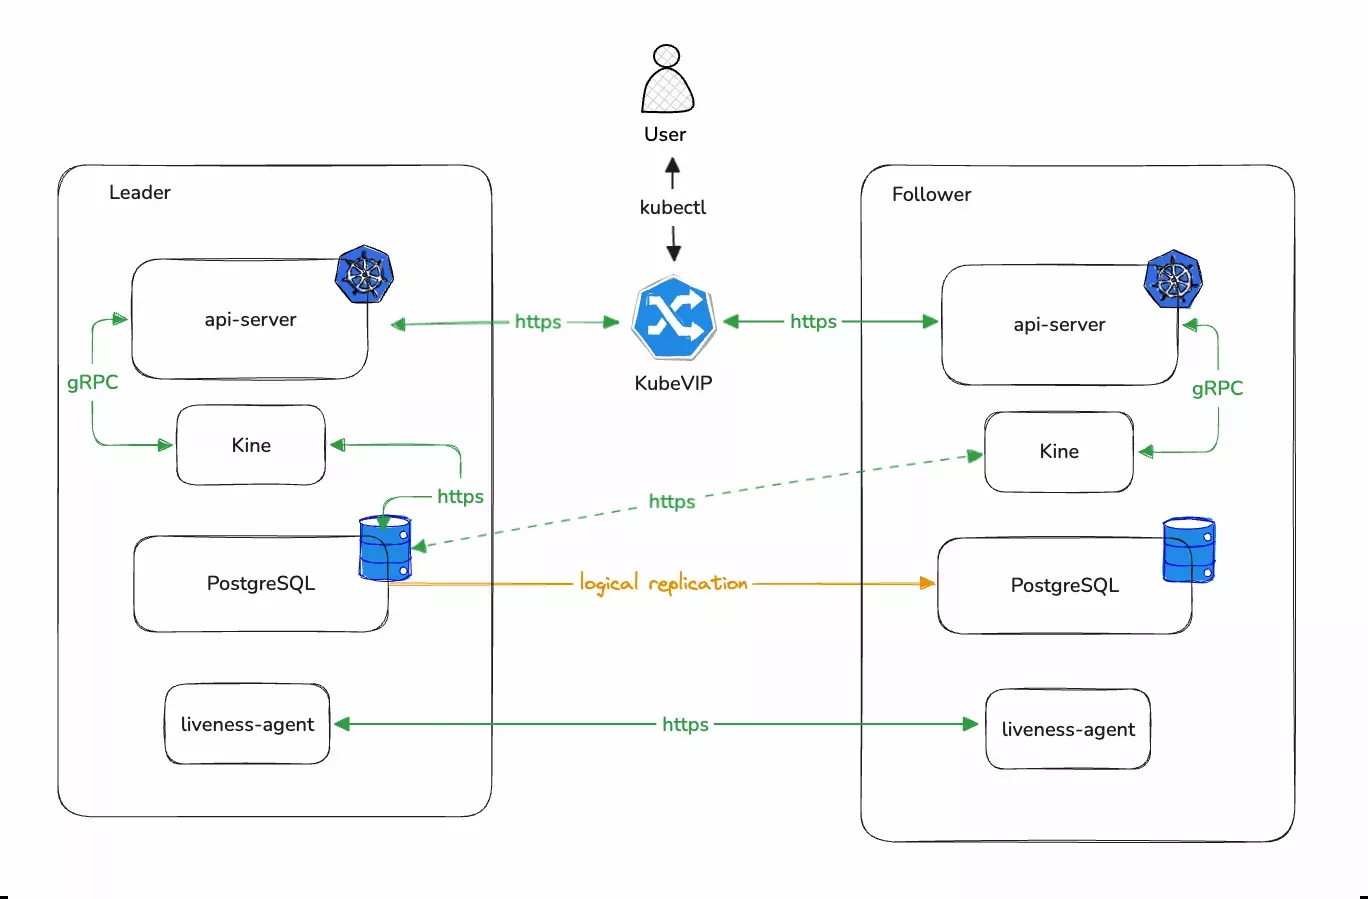 User
kubectl
KubeVIP
Leader
api-server
gRPC
Kine
https
PostgreSQL
liveness-agent
https
https
https
logical replication
https
Follower
api-server
gRPC
Kine
PostgreSQL
liveness-agent